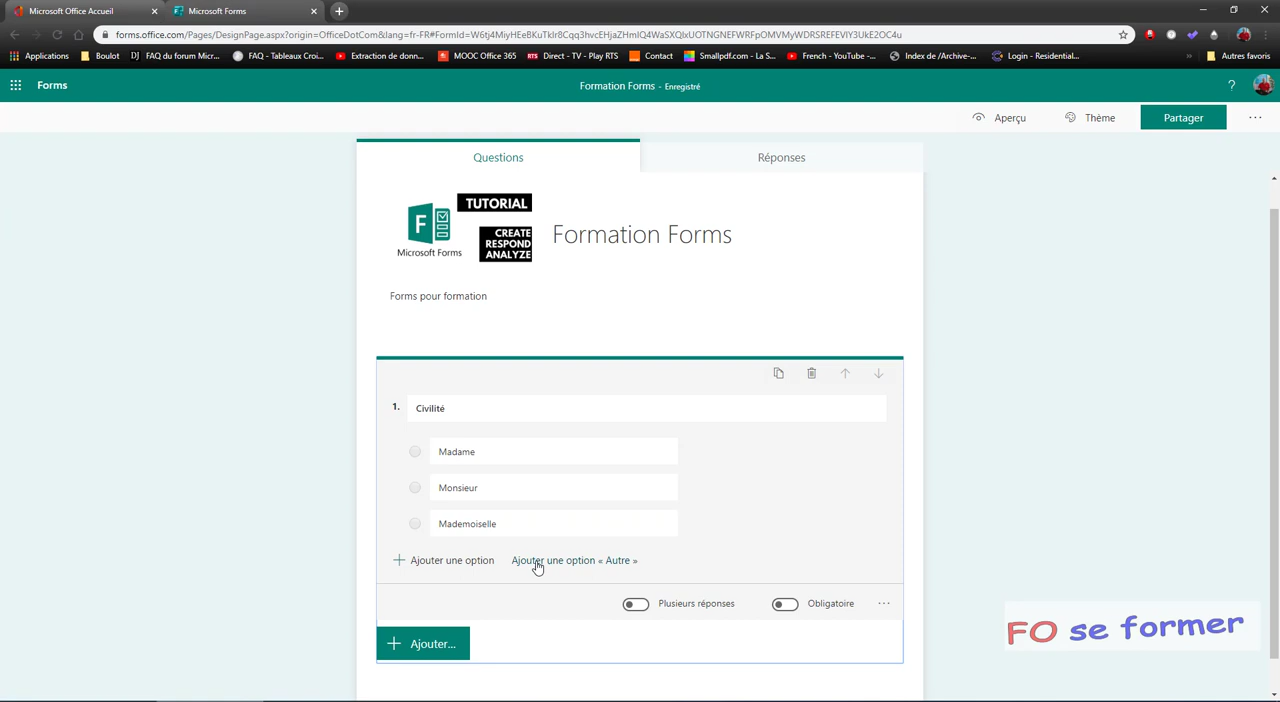 Microsoft Office Accueil
Microsoft Forms
forms.office.com/Pages/DesignPage.aspx?origin=OfficeDotCom&lang=fr-FR#FormId=
Applications
Boulot
FAQ du forum Micr...
FAQ - Tableaux Croi...
Extraction de donn...
MOOC Office 365
RTS Direct - TV - Play RTS
Contact
Smallpdf.com - La S...
French - YouTube -...
Index de /Archive-...
Login - Residential...
Autres favoris
Forms
Formation Forms - Enregistré
?
Aperçu
Thème
Partager
Questions
Réponses
TUTORIAL
F
CREATE
RESPOND
ANALYZE
Microsoft Forms
Formation Forms
Forms pour formation
1. Civilité
Madame
Monsieur
Mademoiselle
Ajouter une option
Ajouter une option « Autre »
Plusieurs réponses
Obligatoire
Ajouter...
FO se former